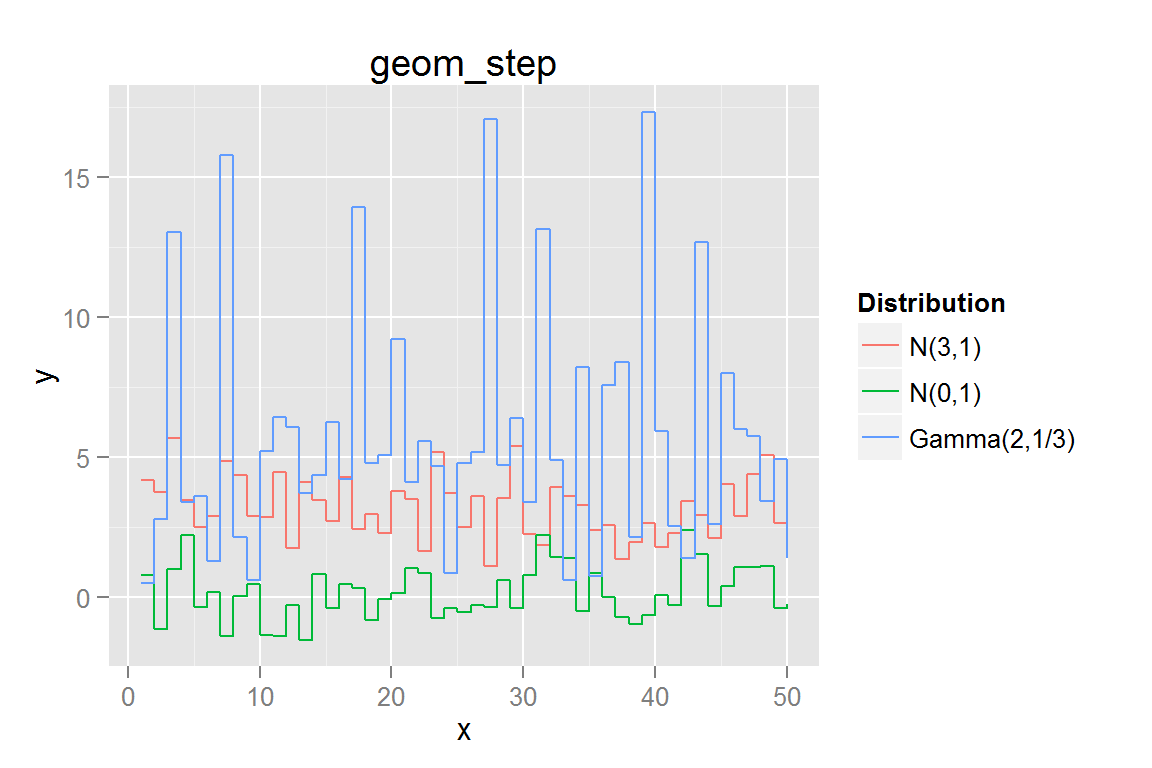 geom_step
15
10
5
0
y
0 10 20 30 40 50
x
Distribution
N(3,1)
N(0,1)
Gamma(2,1/3)